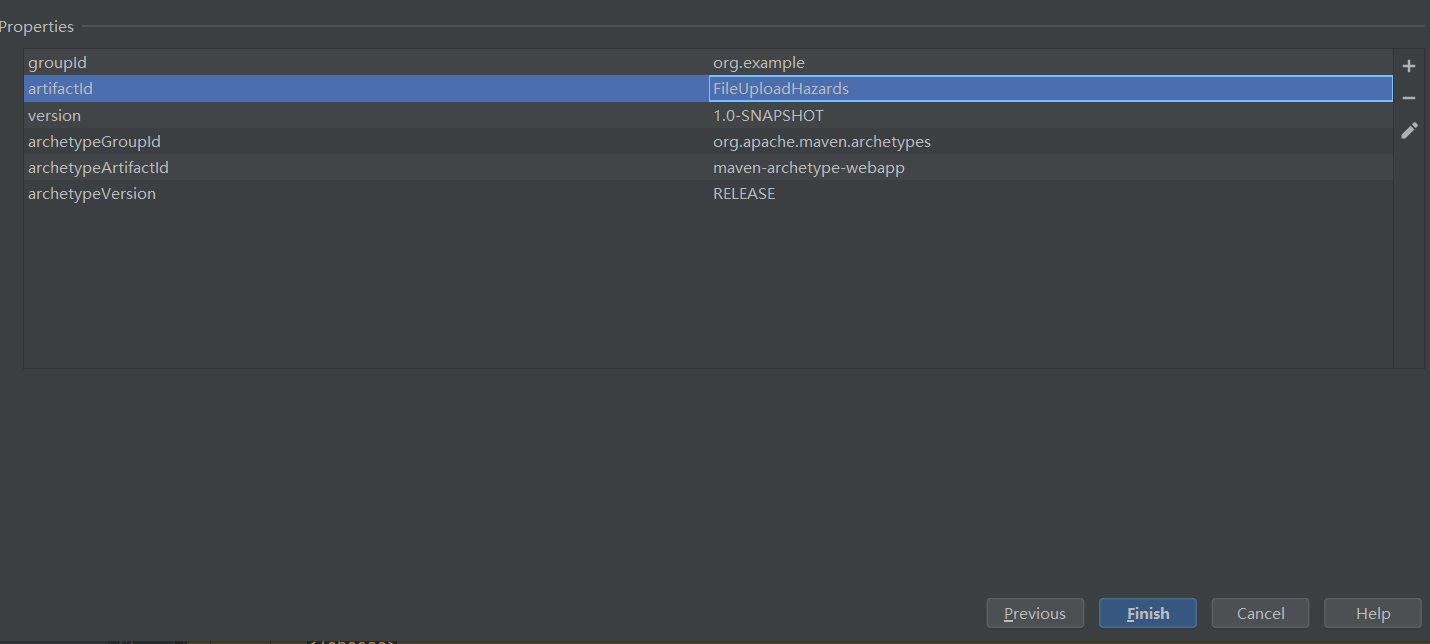 Properties
groupId org.example
artifactId FileUploadHazards
version 1.0-SNAPSHOT
archetypeGroupId org.apache.maven.archetypes
archetypeArtifactId maven-archetype-webapp
archetypeVersion RELEASE
Previous Finish Cancel Help